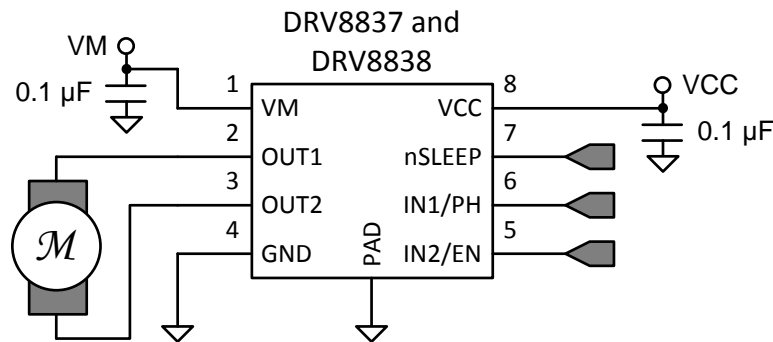 DRV8837 and
DRV8838
VM
0.1 µF
1
VM
2
OUT1
3
OUT2
4
GND
PAD
8
VCC
7
nSLEEP
6
IN1/PH
5
IN2/EN
VCC
0.1 µF
M